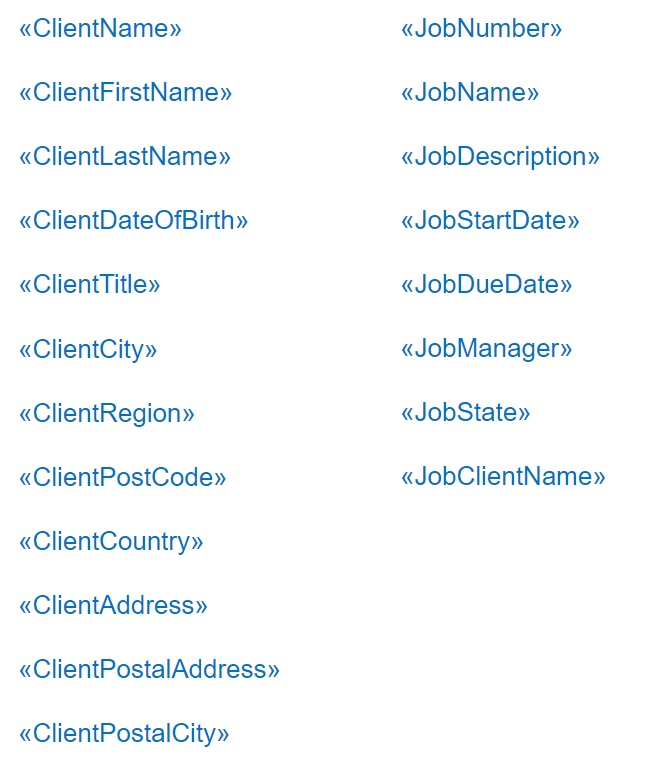 «ClientName»
«ClientFirstName»
«ClientLastName»
«ClientDateOfBirth»
«ClientTitle»
«ClientCity»
«ClientRegion»
«ClientPostCode»
«ClientCountry»
«ClientAddress»
«ClientPostalAddress»
«ClientPostalCity»
«JobNumber»
«JobName»
«JobDescription»
«JobStartDate»
«JobDueDate»
«JobManager»
«JobState»
«JobClientName»